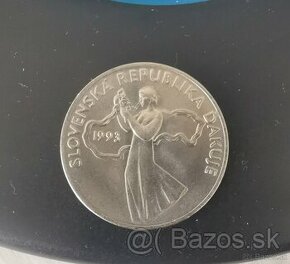 SLOVENSKÁ REPUBLIKA ĎAKUJE
1993
Bazos.sk